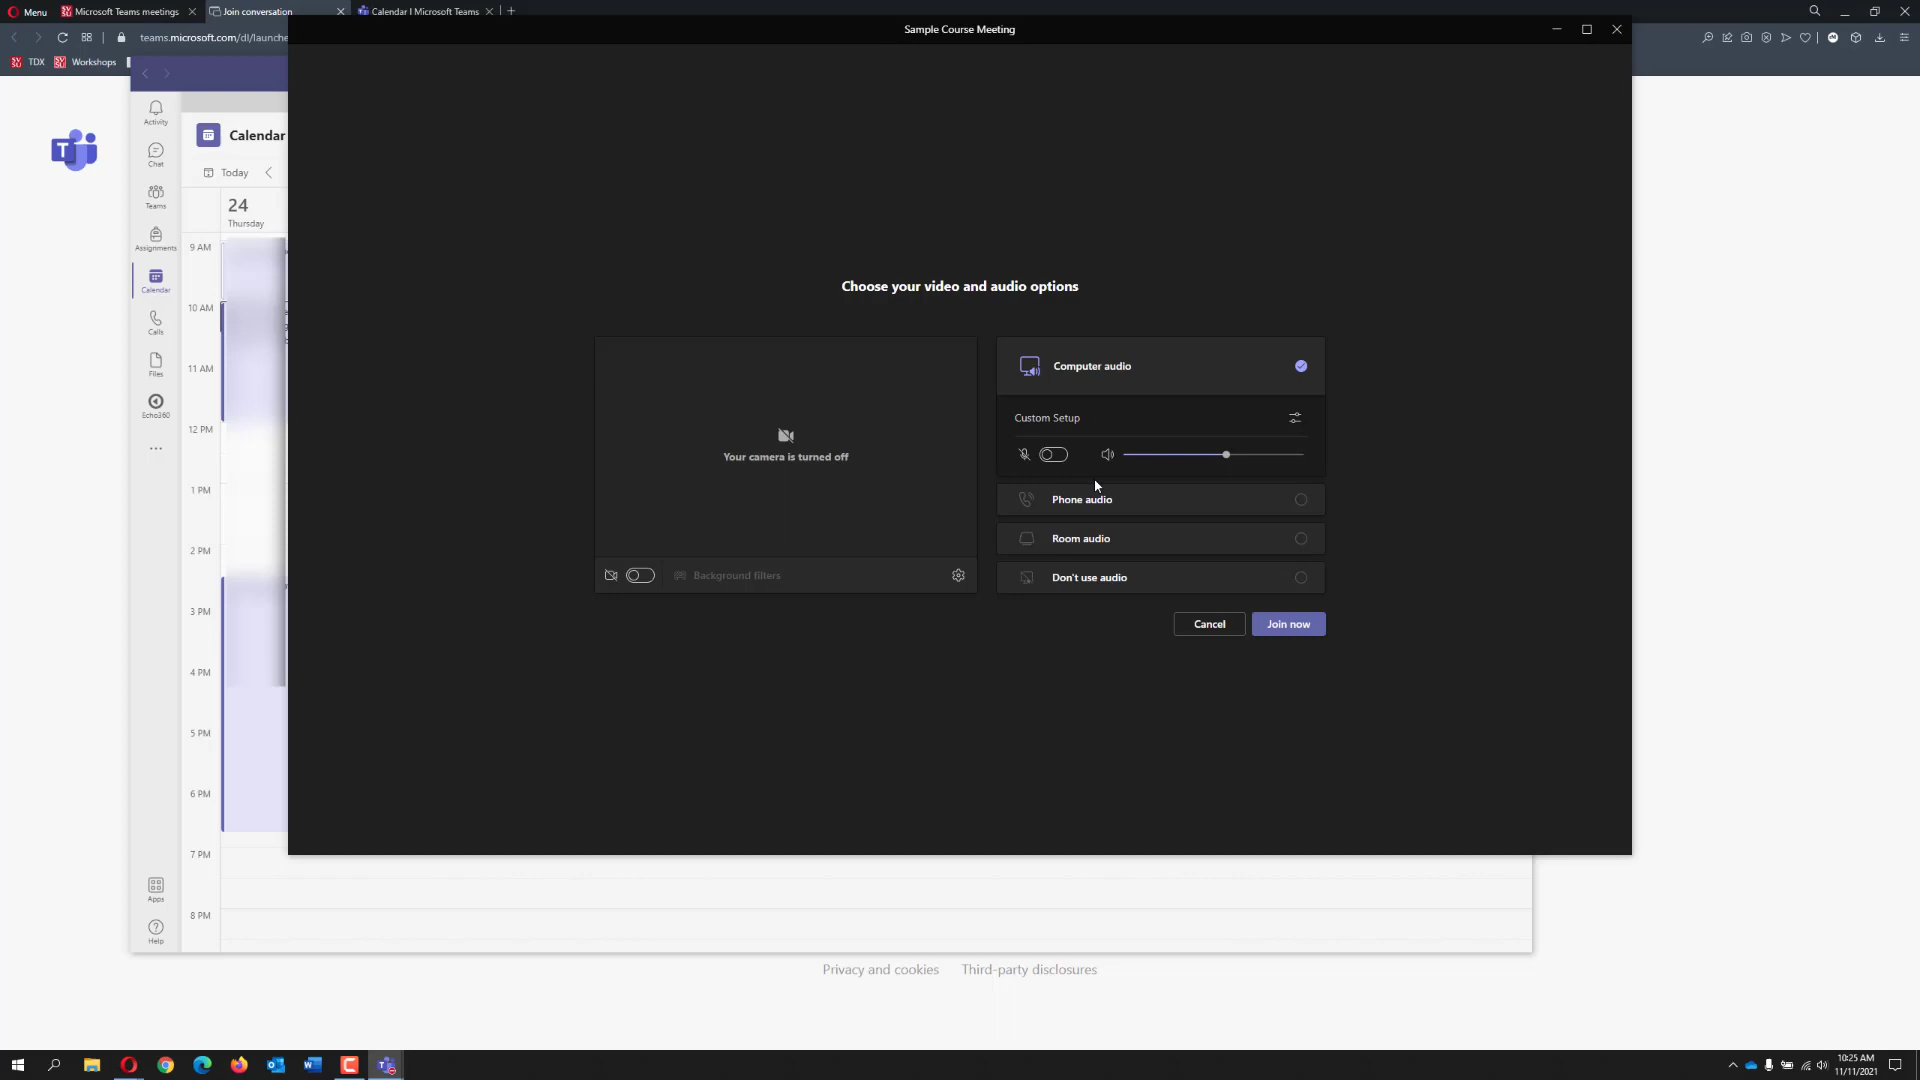 Menu
Microsoft Teams meetings
Join conversation
Calendar | Microsoft Teams
teams.microsoft.com/dl/launche
TDX
Workshops
Sample Course Meeting
Activity
Chat
Teams
Assignments
Calendar
Calls
Files
Echo360
Apps
Help
Calendar
Today
24
Thursday
9 AM
10 AM
11 AM
12 PM
1 PM
2 PM
3 PM
4 PM
5 PM
6 PM
7 PM
8 PM
Choose your video and audio options
Your camera is turned off
Background filters
Computer audio
Custom Setup
Phone audio
Room audio
Don't use audio
Cancel
Join now
Privacy and cookies
Third-party disclosures
10:25 AM
11/11/2021